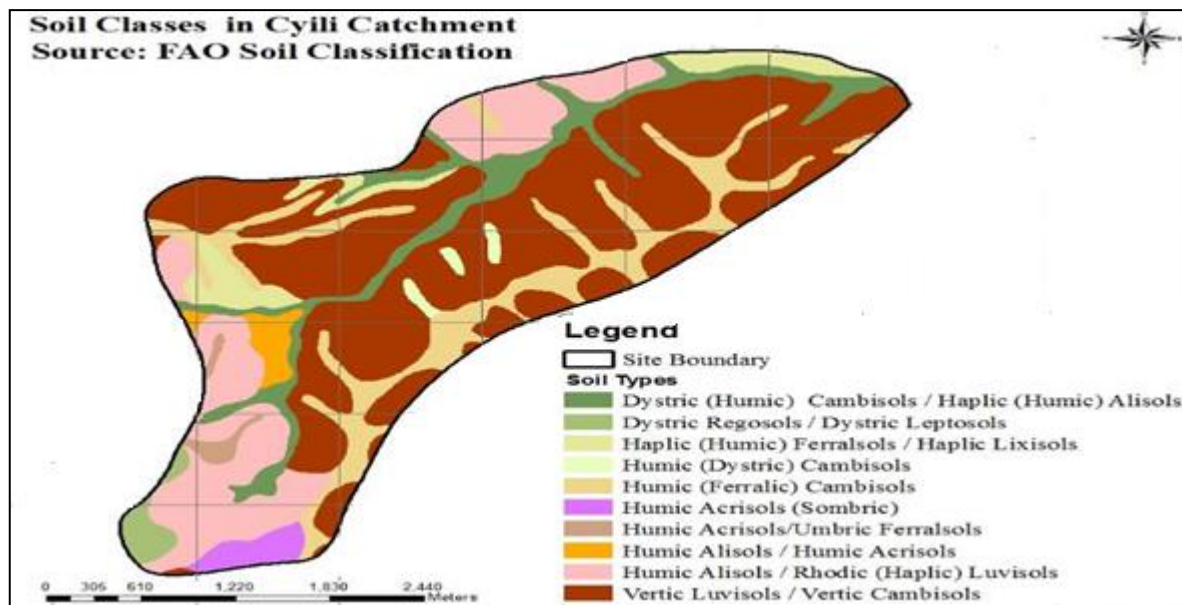 Soil Classes in Cyili Catchment
Source: FAO Soil Classification
Legend
Site Boundary
Soil Types
Dystric (Humic) Cambisols / Haplic (Humic) Alisols
Dystric Regosols / Dystric Leptosols
Haplic (Humic) Ferralsols / Haplic Lixisols
Humic (Dystric) Cambisols
Humic (Ferralic) Cambisols
Humic Acrisols (Sombric)
Humic Acrisols/Umbric Ferralsols
Humic Alisols / Humic Acrisols
Humic Alisols / Rhodic (Haplic) Luvisols
Vertic Luvisols / Vertic Cambisols
0 305 610 1,220 1,830 2,440
Meters